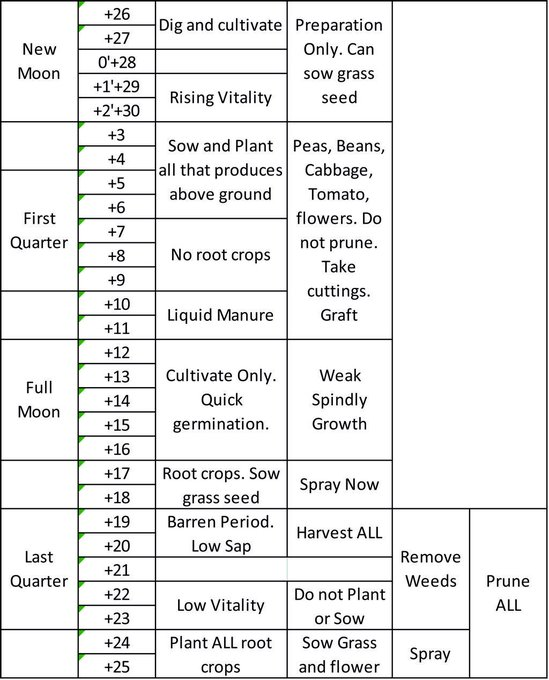 +26
Dig and cultivate
Preparation
Only. Can
sow grass
seed
New
Moon
+27
0'+28
+1'+29
Rising Vitality
+2'+30
+3
Sow and Plant
all that produces
above ground
Peas, Beans,
Cabbage,
Tomato,
flowers. Do
not prune.
Take
cuttings.
Graft
+4
First
Quarter
+5
+6
+7
No root crops
+8
+9
+10
Liquid Manure
+11
Full
Moon
+12
Cultivate Only.
Quick
germination.
Weak
Spindly
Growth
+13
+14
+15
+16
+17
Root crops. Sow
grass seed
Spray Now
+18
Last
Quarter
+19
Barren Period.
Low Sap
Harvest ALL
Remove
Weeds
Prune
ALL
+20
+21
+22
Low Vitality
Do not Plant
or Sow
+23
+24
Plant ALL root
crops
Sow Grass
and flower
Spray
+25